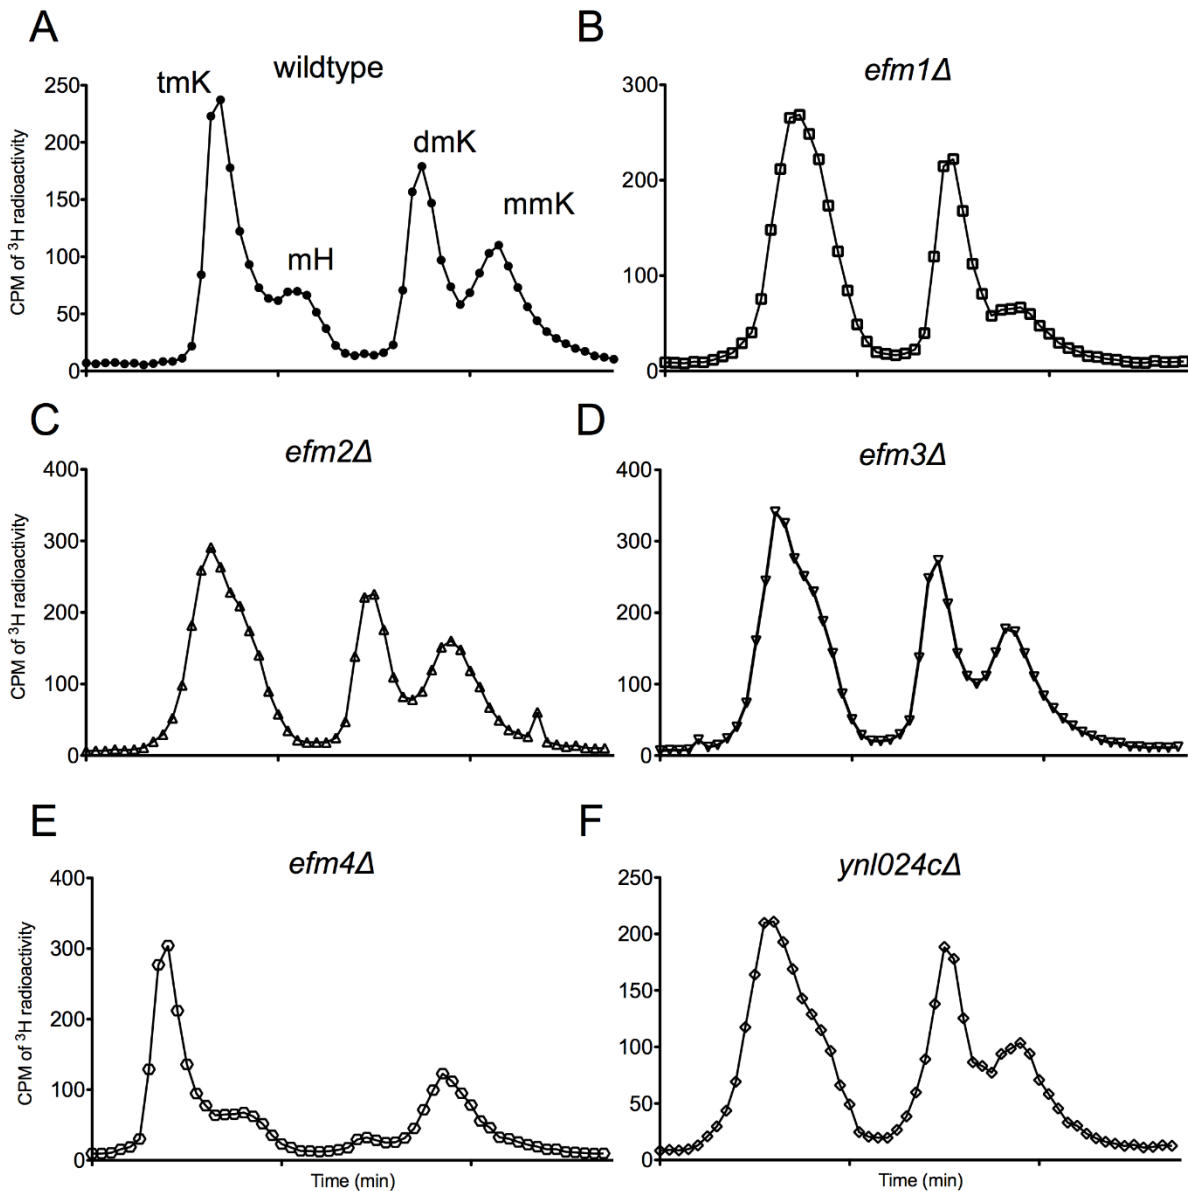 A
wildtype
tmK
mH
dmK
mmK
CPM of ³H radioactivity
250
200
150
100
50
0
B
efm1Δ
300
200
100
0
C
efm2Δ
CPM of ³H radioactivity
400
300
200
100
0
D
efm3Δ
400
300
200
100
0
E
efm4Δ
CPM of ³H radioactivity
400
300
200
100
0
Time (min)
F
ynl024cΔ
250
200
150
100
50
0
Time (min)